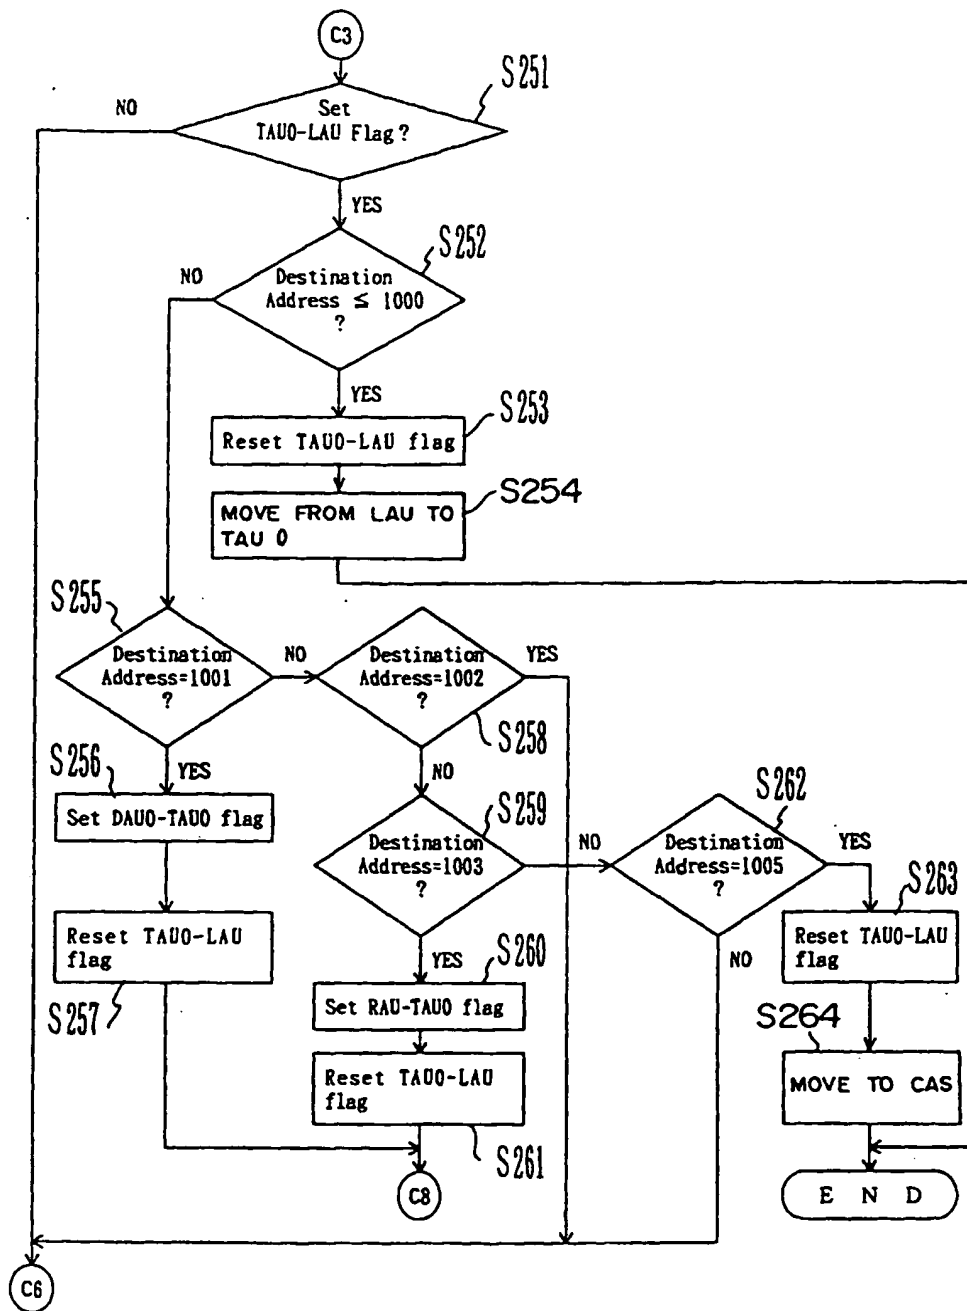 C3
S251
NO
Set
TAU0-LAU Flag?
YES
S252
NO
Destination
Address ≦ 1000
?
YES
S253
Reset TAU0-LAU flag
S254
MOVE FROM LAU TO
TAU 0
S255
Destination
Address=1001
?
NO
Destination
Address=1002
?
YES
S258
S256
YES
NO
Set DAU0-TAU0 flag
S259
Destination
Address=1003
?
NO
S262
Destination
Address=1005
?
YES
S263
Reset TAU0-LAU
flag
S257
YES
S260
NO
Reset TAU0-LAU
flag
Set RAU-TAU0 flag
S264
Reset TAU0-LAU
flag
MOVE TO CAS
S261
C8
E N D
C6